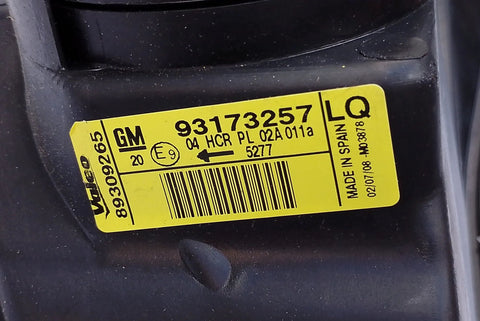 Valeo
89309265
GM
20
E9
93173257
04 HCR PL 02A 011a
5277
LQ
MADE IN SPAIN
02/07/08 -M03878